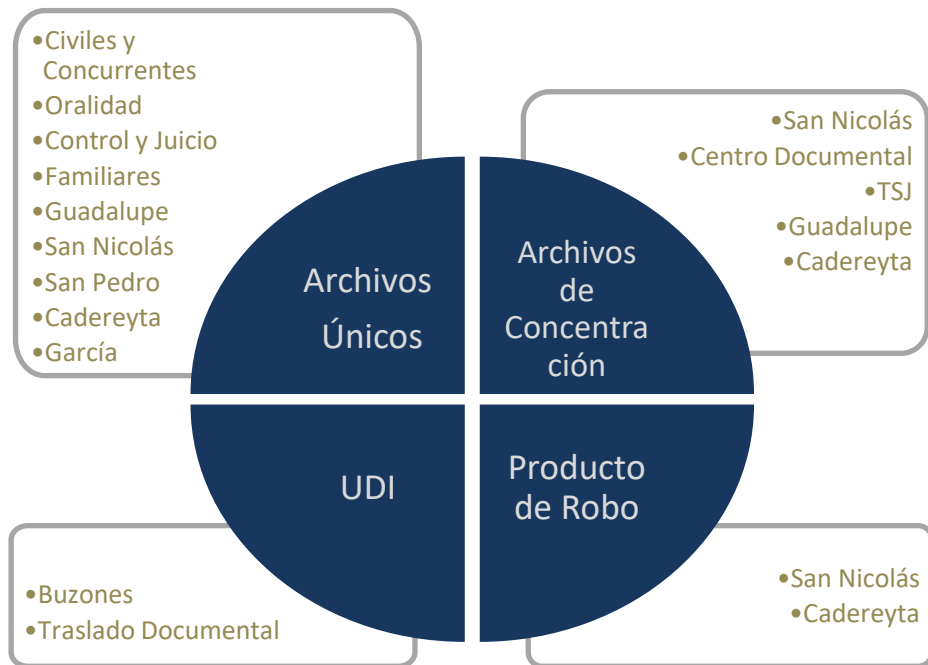 •Civiles y
Concurrentes
•Oralidad
•Control y Juicio
•Familiares
•Guadalupe
•San Nicolás
•San Pedro
•Cadereyta
•García
•San Nicolás
•Centro Documental
•TSJ
•Guadalupe
•Cadereyta
Archivos
Únicos
Archivos
de
Concentra
ción
UDI
Producto
de Robo
•Buzones
•Traslado Documental
•San Nicolás
•Cadereyta